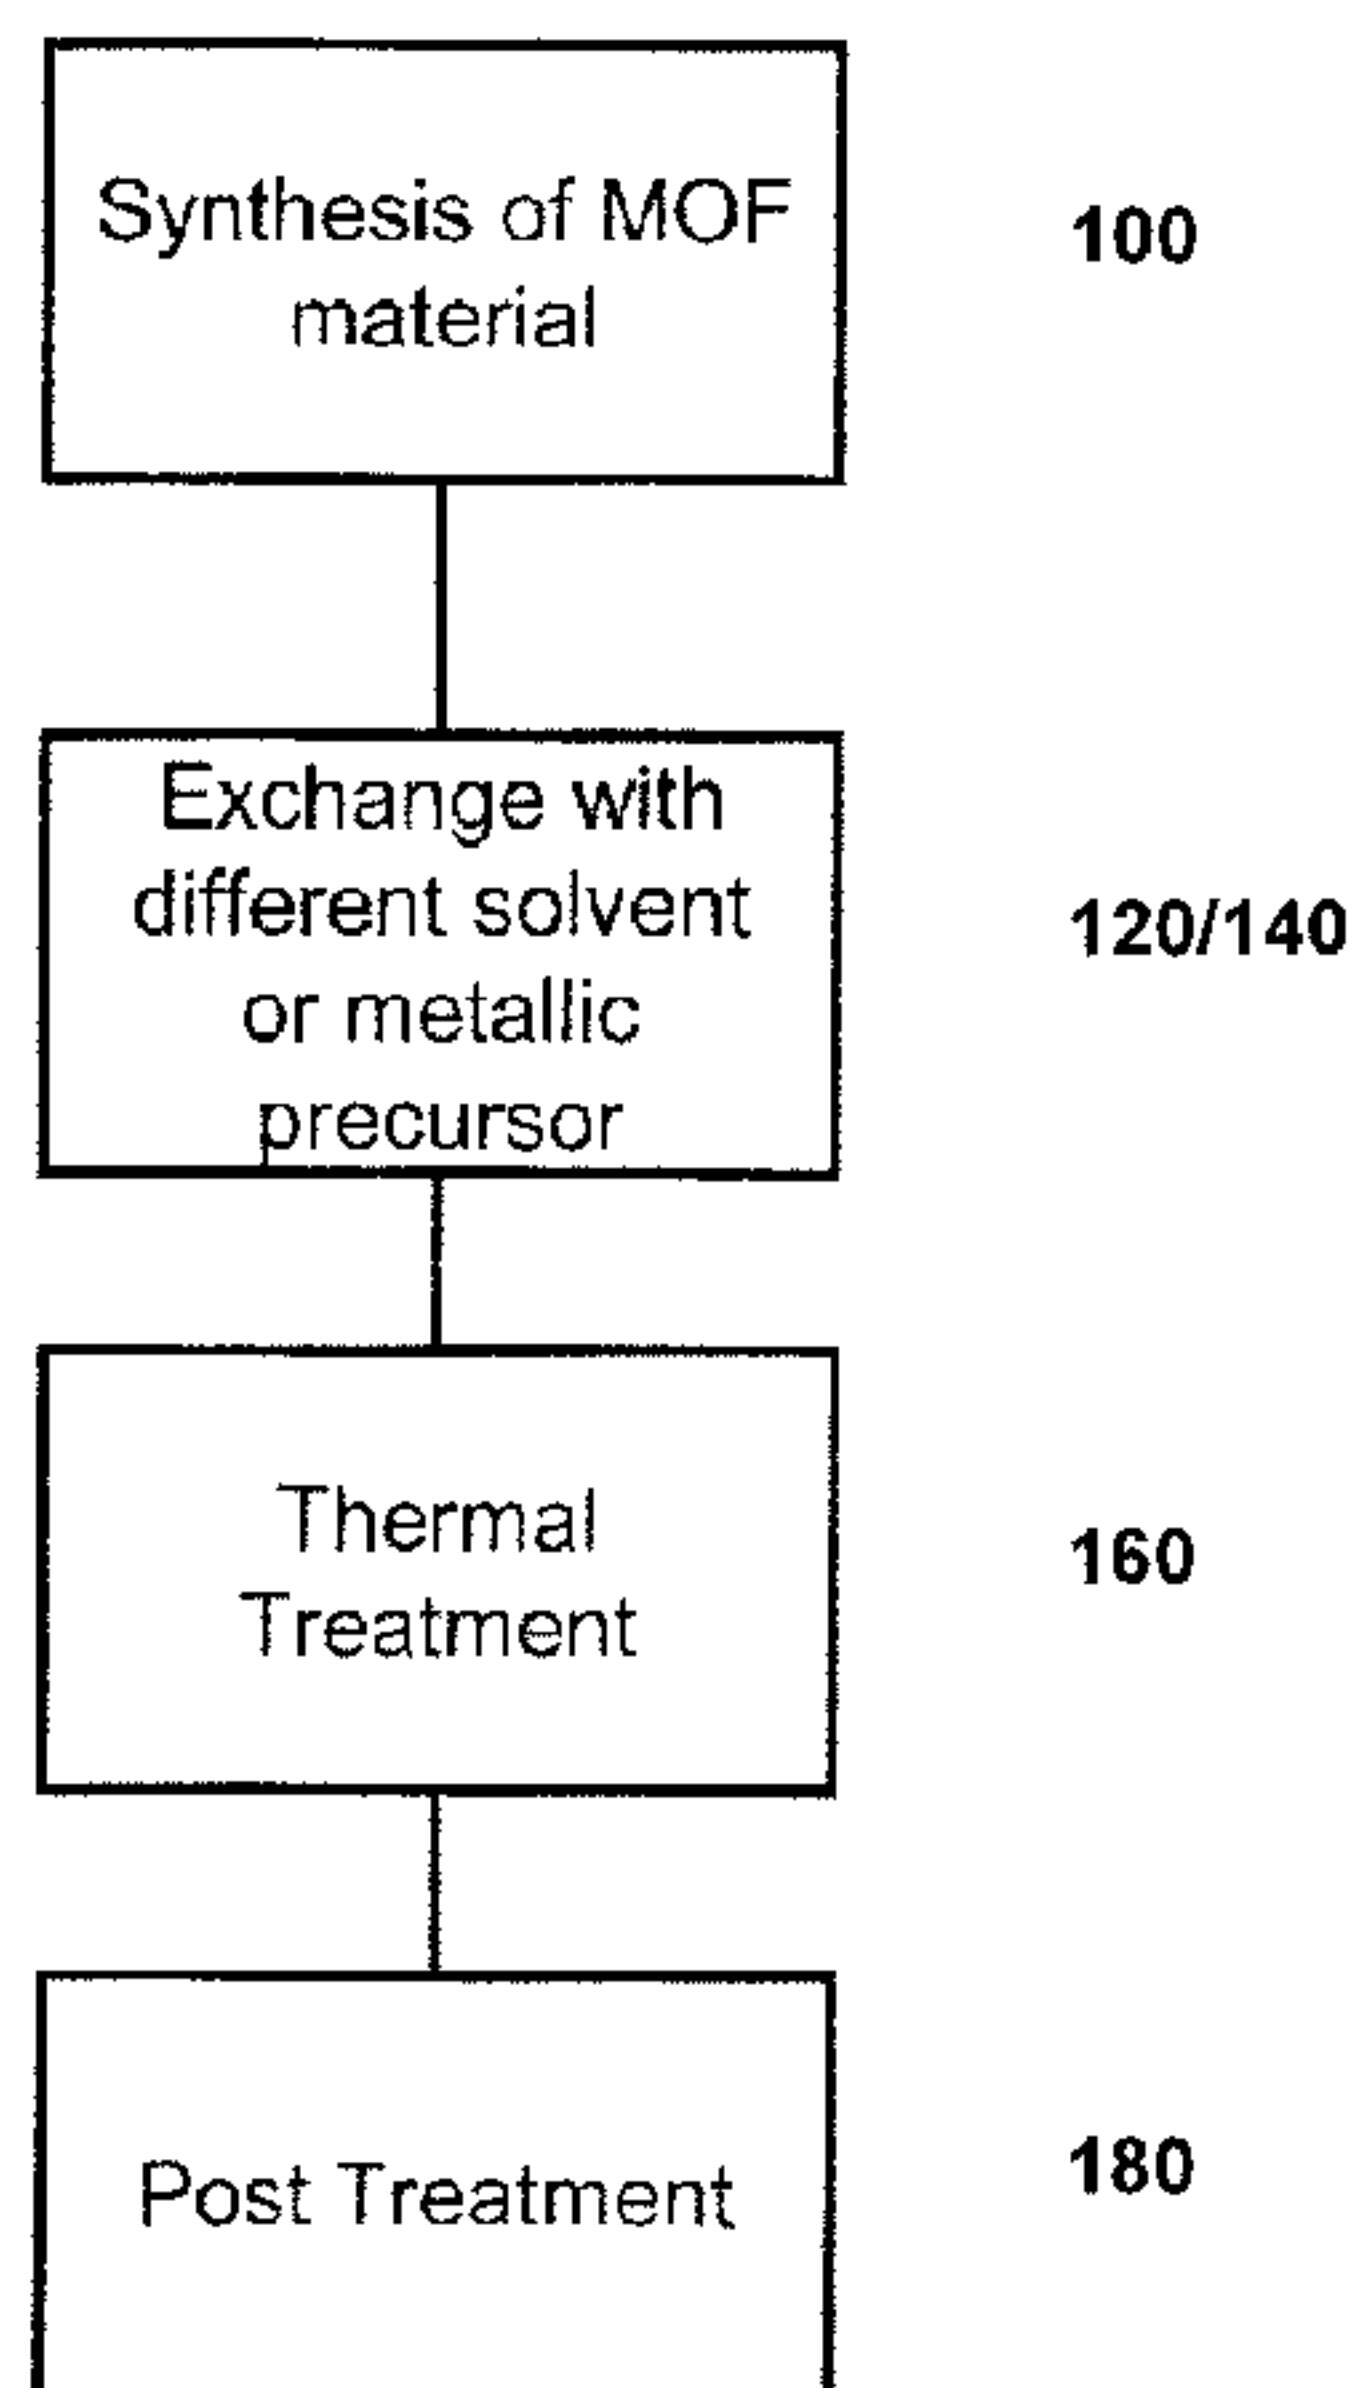 Synthesis of MOF
material
100
Exchange with
different solvent
or metallic
precursor
120/140
Thermal
Treatment
160
Post Treatment
180